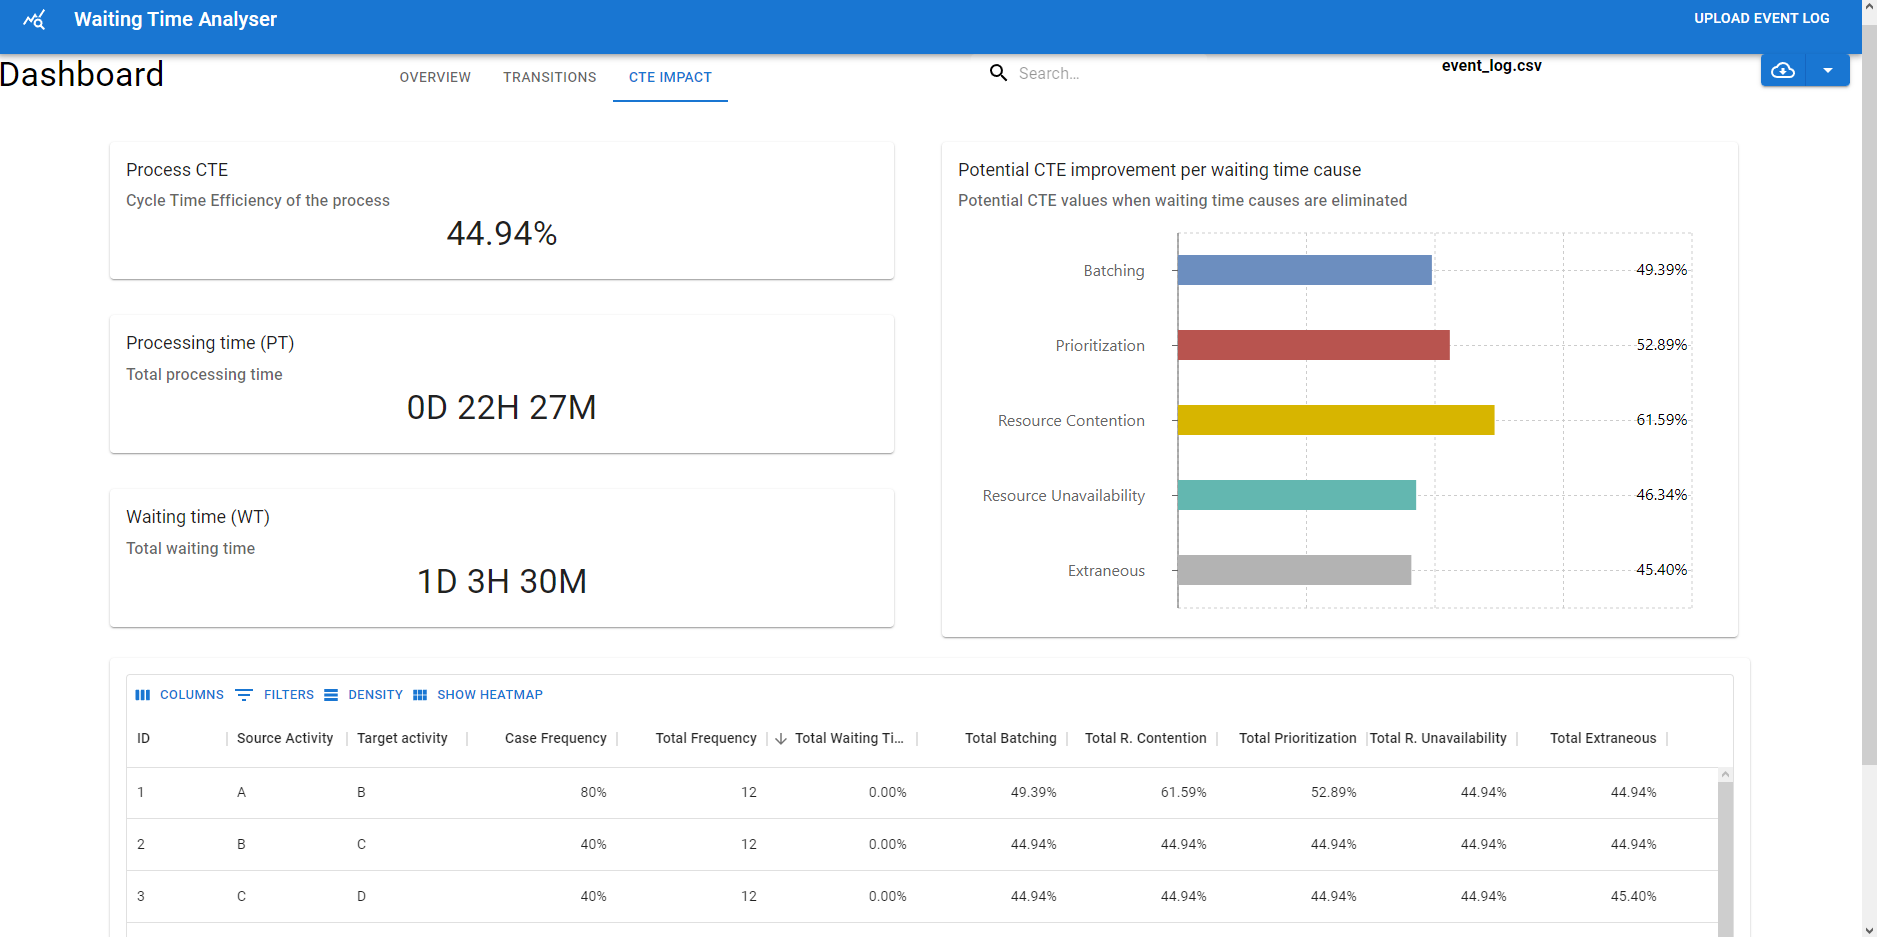 Waiting Time Analyser
UPLOAD EVENT LOG
Dashboard
OVERVIEW TRANSITIONS CTE IMPACT
Search...
event_log.csv
Process CTE
Cycle Time Efficiency of the process
44.94%
Processing time (PT)
Total processing time
0D 22H 27M
Waiting time (WT)
Total waiting time
1D 3H 30M
Potential CTE improvement per waiting time cause
Potential CTE values when waiting time causes are eliminated
Batching 49.39%
Prioritization 52.89%
Resource Contention 61.59%
Resource Unavailability 46.34%
Extraneous 45.40%
COLUMNS FILTERS DENSITY SHOW HEATMAP
ID Source Activity Target activity Case Frequency Total Frequency Total Waiting Ti... Total Batching Total R. Contention Total Prioritization Total R. Unavailability Total Extraneous
1 A B 80% 12 0.00% 49.39% 61.59% 52.89% 44.94% 44.94%
2 B C 40% 12 0.00% 44.94% 44.94% 44.94% 44.94% 44.94%
3 C D 40% 12 0.00% 44.94% 44.94% 44.94% 44.94% 45.40%